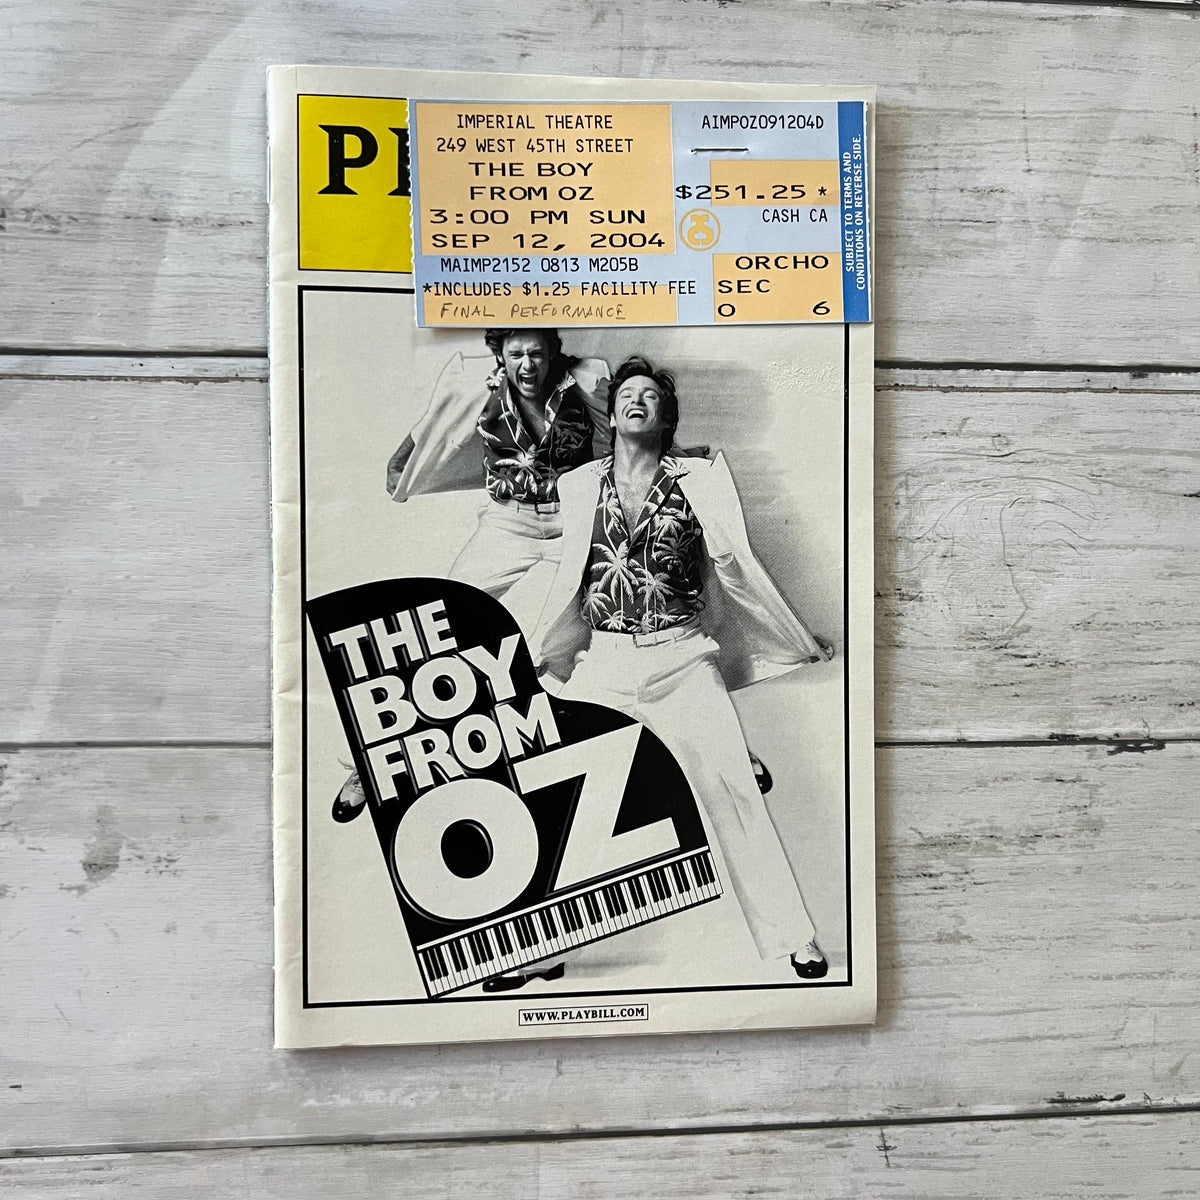 PL
IMPERIAL THEATRE
249 WEST 45TH STREET
THE BOY
FROM OZ
3:00 PM SUN
SEP 12, 2004
MAIMP2152 0813 M205B
*INCLUDES $1.25 FACILITY FEE
FINAL PERFORMANCE
AIMPOZ091204D
$251.25 *
CASH CA
ORCHO
SEC
O 6
SUBJECT TO TERMS AND
CONDITIONS ON REVERSE SIDE.
THE
BOY
FROM
OZ
WWW.PLAYBILL.COM